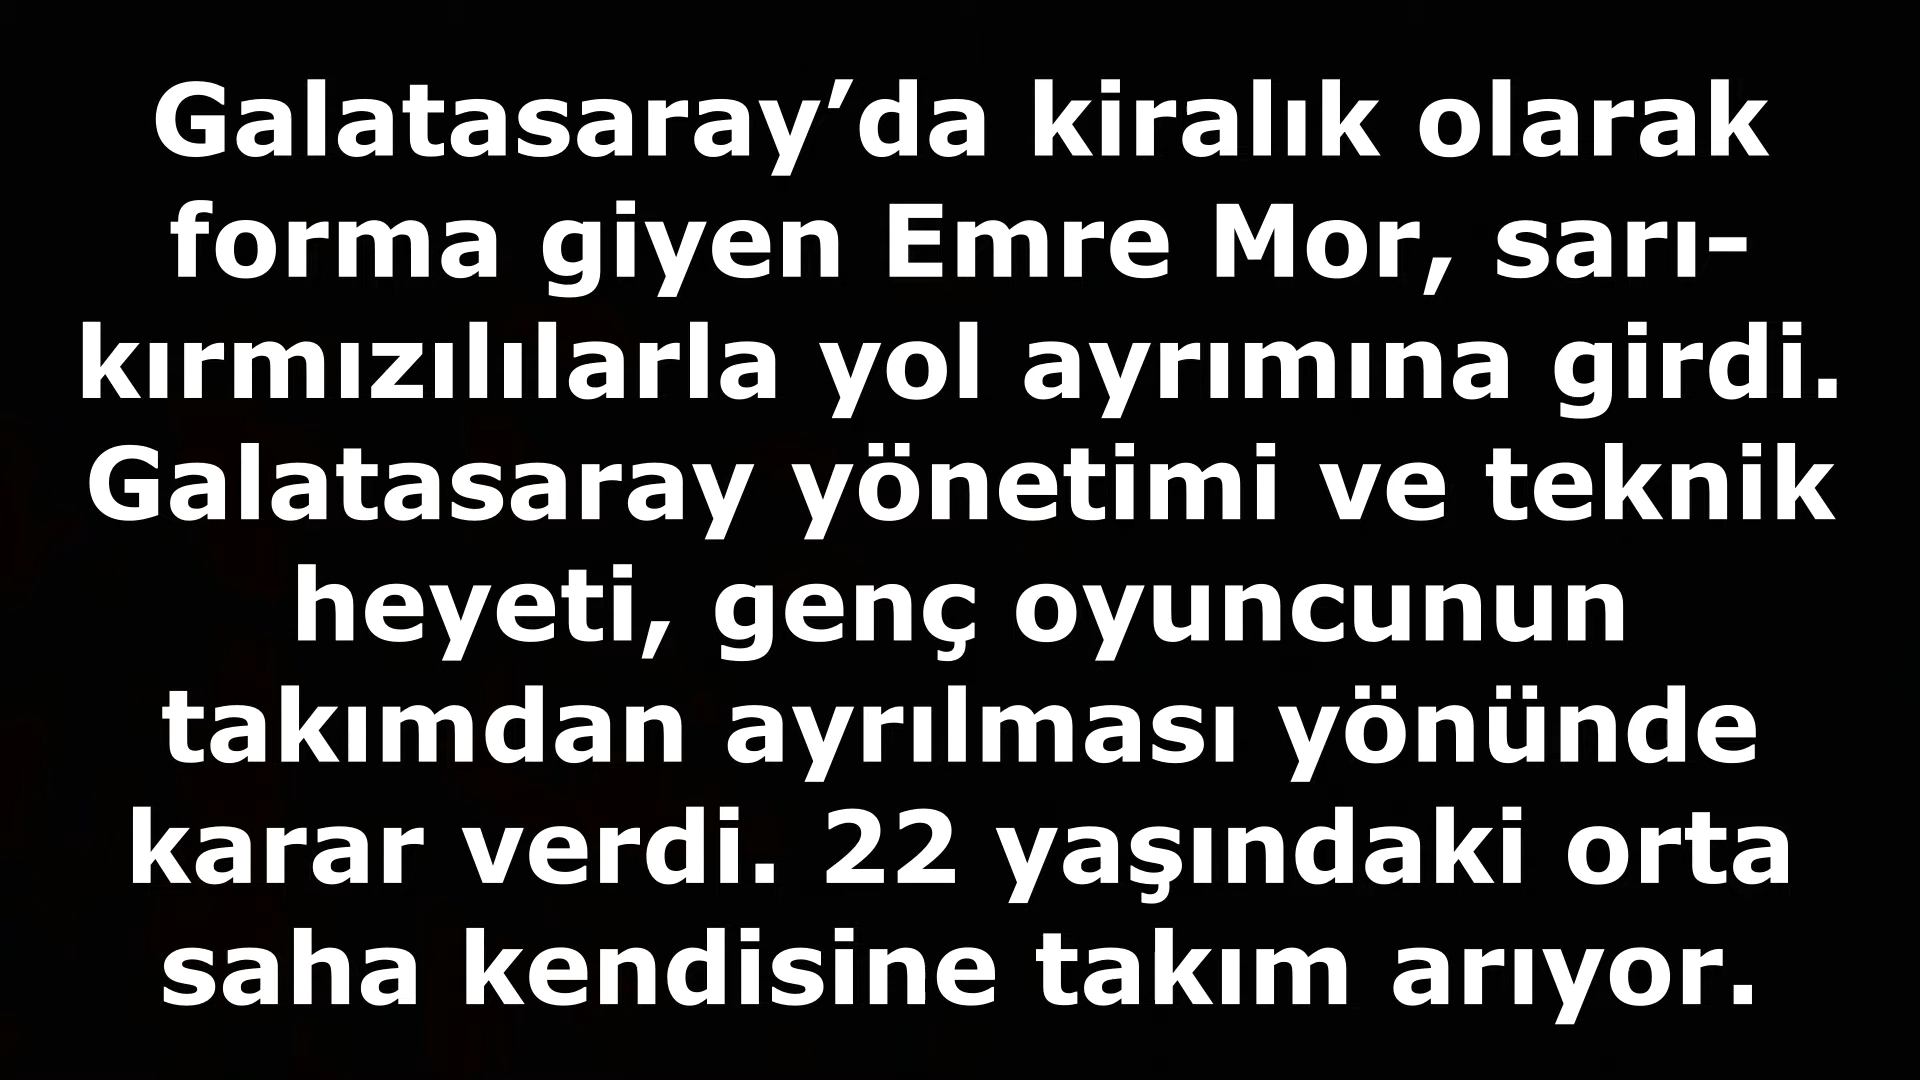 Galatasaray’da kiralık olarak
forma giyen Emre Mor, sarı-
kırmızılılarla yol ayrımına girdi.
Galatasaray yönetimi ve teknik
heyeti, genç oyuncunun
takımdan ayrılması yönünde
karar verdi. 22 yaşındaki orta
saha kendisine takım arıyor.